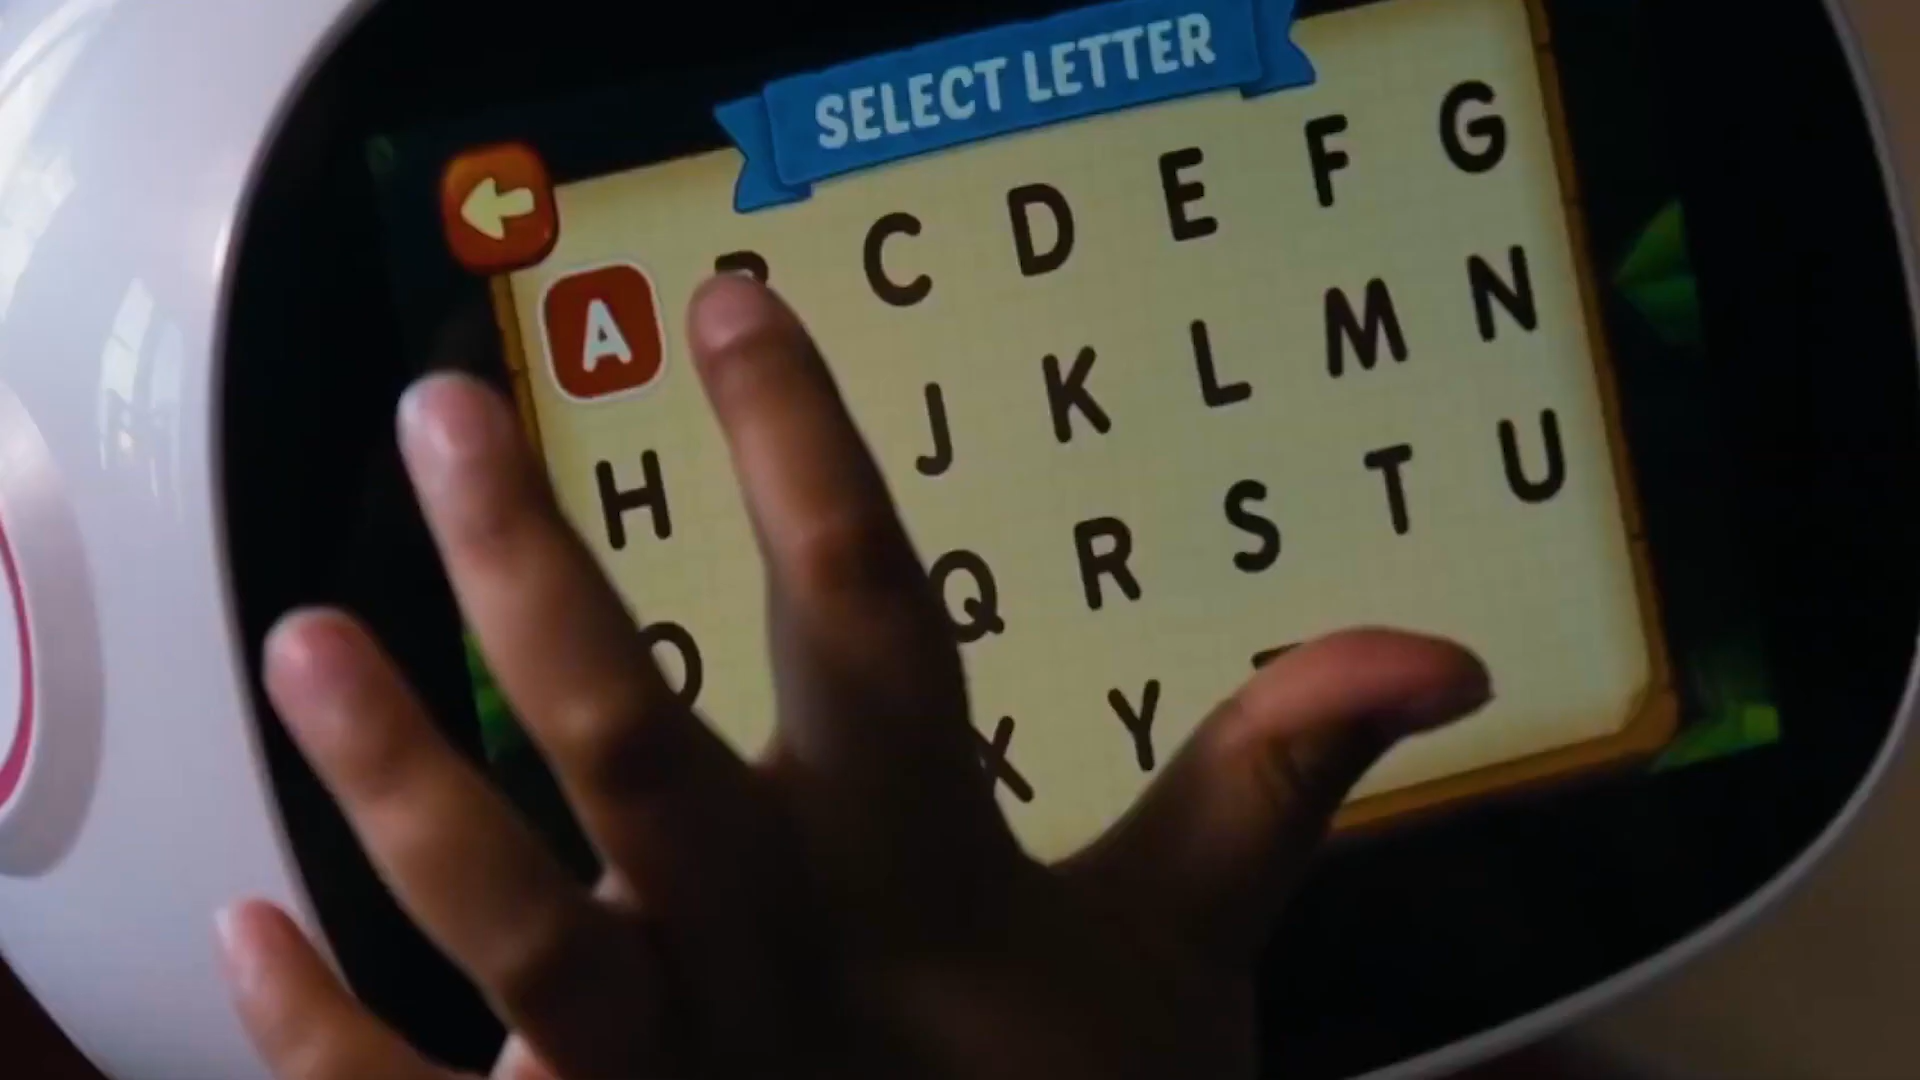 SELECT LETTER
A B C D E F G
H J K L M N
O Q R S T U
X Y